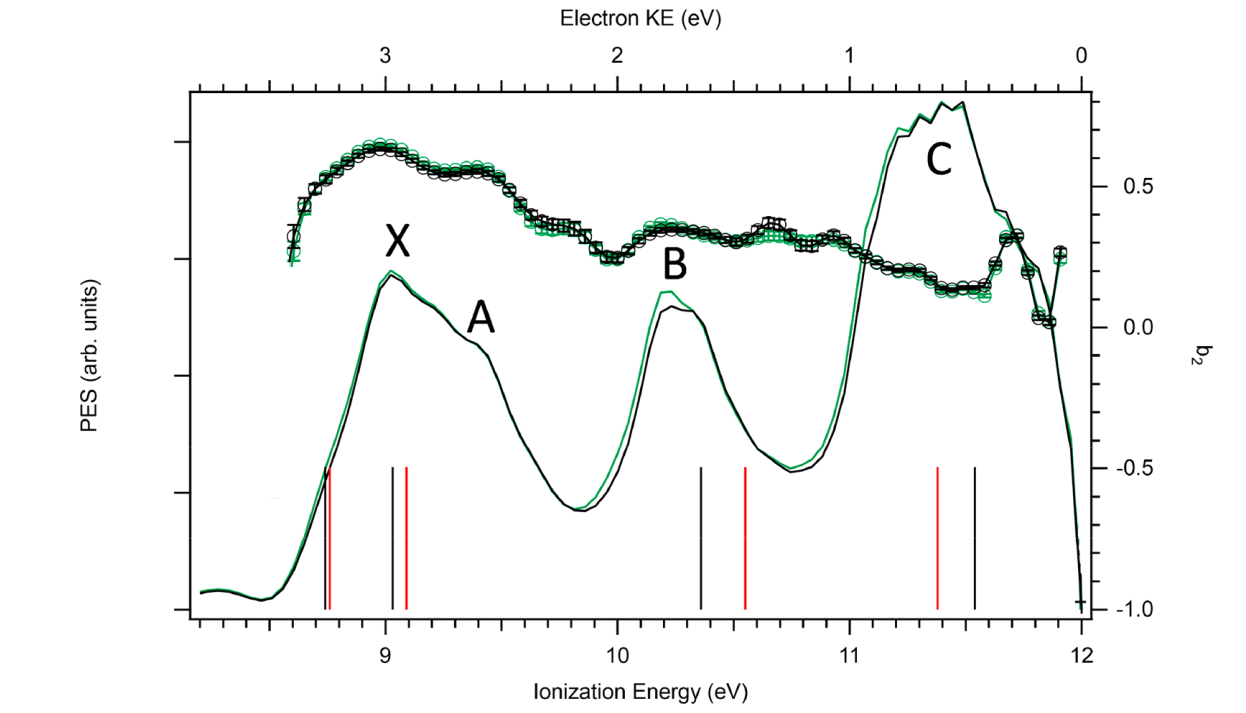 Electron KE (eV)
3 2 1 0
X
A
B
C
0.5
0.0
-0.5
-1.0
PES (arb. units)
b2
9 10 11 12
Ionization Energy (eV)